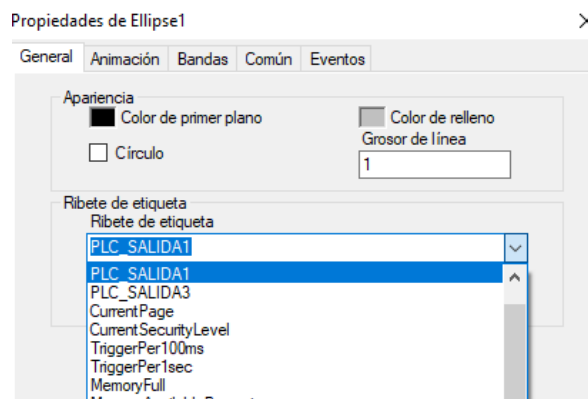 Propiedades de Ellipse1
General Animación Bandas Común Eventos
Apariencia
Color de primer plano Color de relleno
Círculo Grosor de línea
1
Ribete de etiqueta
Ribete de etiqueta
PLC_SALIDA1
PLC_SALIDA1
PLC_SALIDA3
CurrentPage
CurrentSecurityLevel
TriggerPer100ms
TriggerPer1sec
MemoryFull